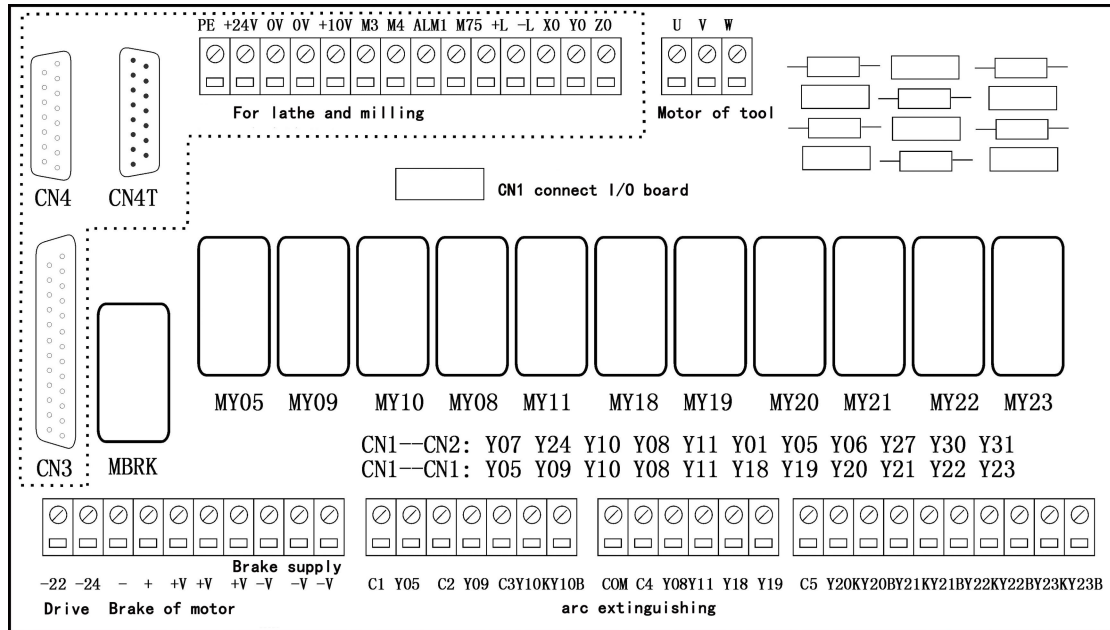 PE +24V 0V 0V +10V M3 M4 ALM1 M75 +L -L X0 Y0 Z0
U V W
For lathe and milling
Motor of tool
CN4 CN4T
CN1 connect I/O board
MY05 MY09 MY10 MY08 MY11 MY18 MY19 MY20 MY21 MY22 MY23
CN1--CN2: Y07 Y24 Y10 Y08 Y11 Y01 Y05 Y06 Y27 Y30 Y31
CN1--CN1: Y05 Y09 Y10 Y08 Y11 Y18 Y19 Y20 Y21 Y22 Y23
CN3 MBRK
Brake supply
-22 -24 - + +V +V +V -V -V -V
C1 Y05 C2 Y09 C3Y10KY10B
COM C4 Y08Y11 Y18 Y19
C5 Y20KY20BY21KY21BY22KY22BY23KY23B
Drive Brake of motor
arc extinguishing